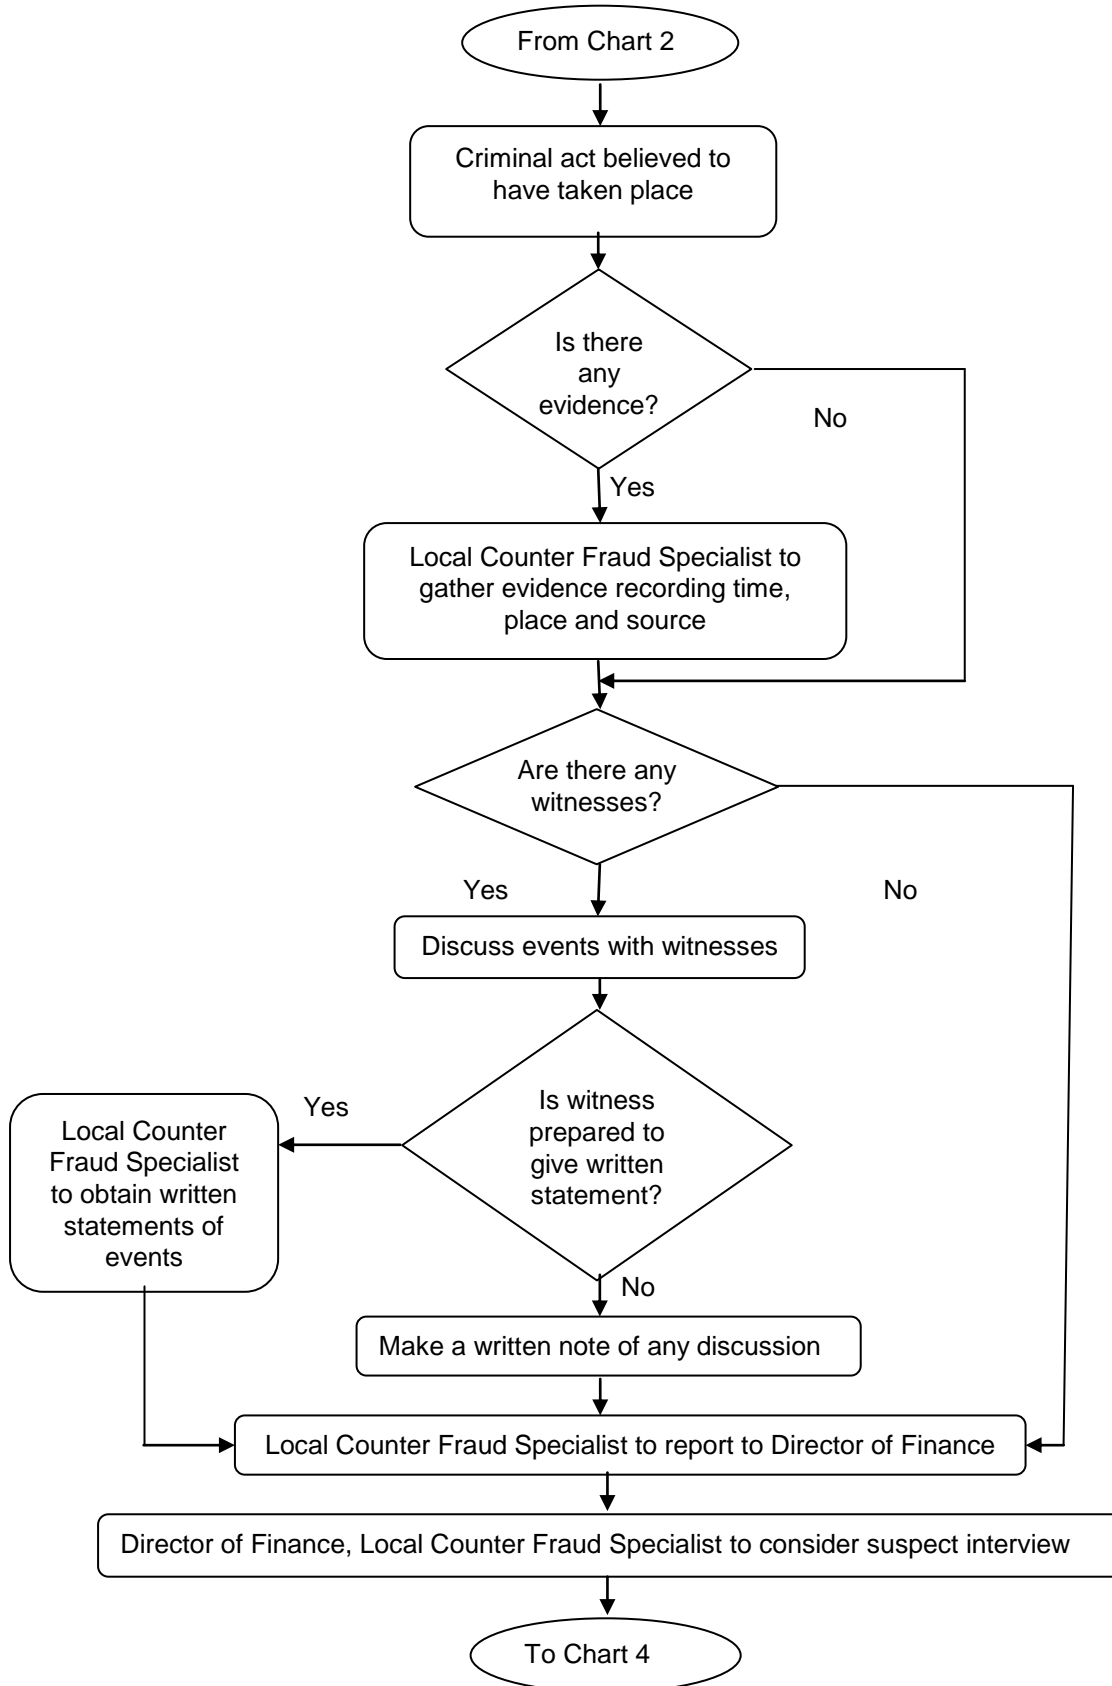 From Chart 2
Criminal act believed to
have taken place
Is there
any
evidence?
No
Yes
Local Counter Fraud Specialist to
gather evidence recording time,
place and source
Are there any
witnesses?
Yes
No
Discuss events with witnesses
Is witness
prepared to
give written
statement?
Yes
Local Counter
Fraud Specialist
to obtain written
statements of
events
No
Make a written note of any discussion
Local Counter Fraud Specialist to report to Director of Finance
Director of Finance, Local Counter Fraud Specialist to consider suspect interview
To Chart 4